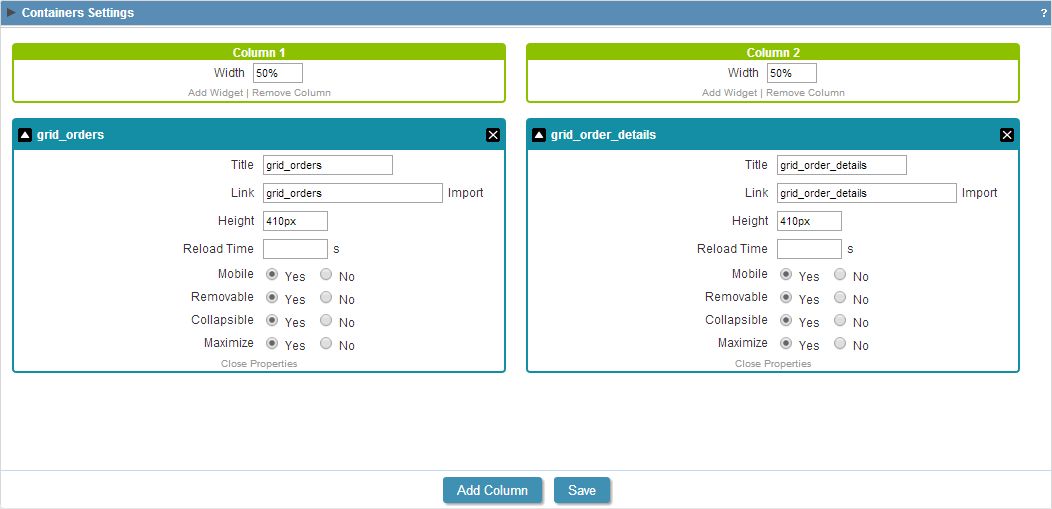 Containers Settings ?
Column 1
Width 50%
Add Widget | Remove Column
grid_orders
Title grid_orders
Link grid_orders Import
Height 410px
Reload Time s
Mobile Yes No
Removable Yes No
Collapsible Yes No
Maximize Yes No
Close Properties
Column 2
Width 50%
Add Widget | Remove Column
grid_order_details
Title grid_order_details
Link grid_order_details Import
Height 410px
Reload Time s
Mobile Yes No
Removable Yes No
Collapsible Yes No
Maximize Yes No
Close Properties
Add Column Save